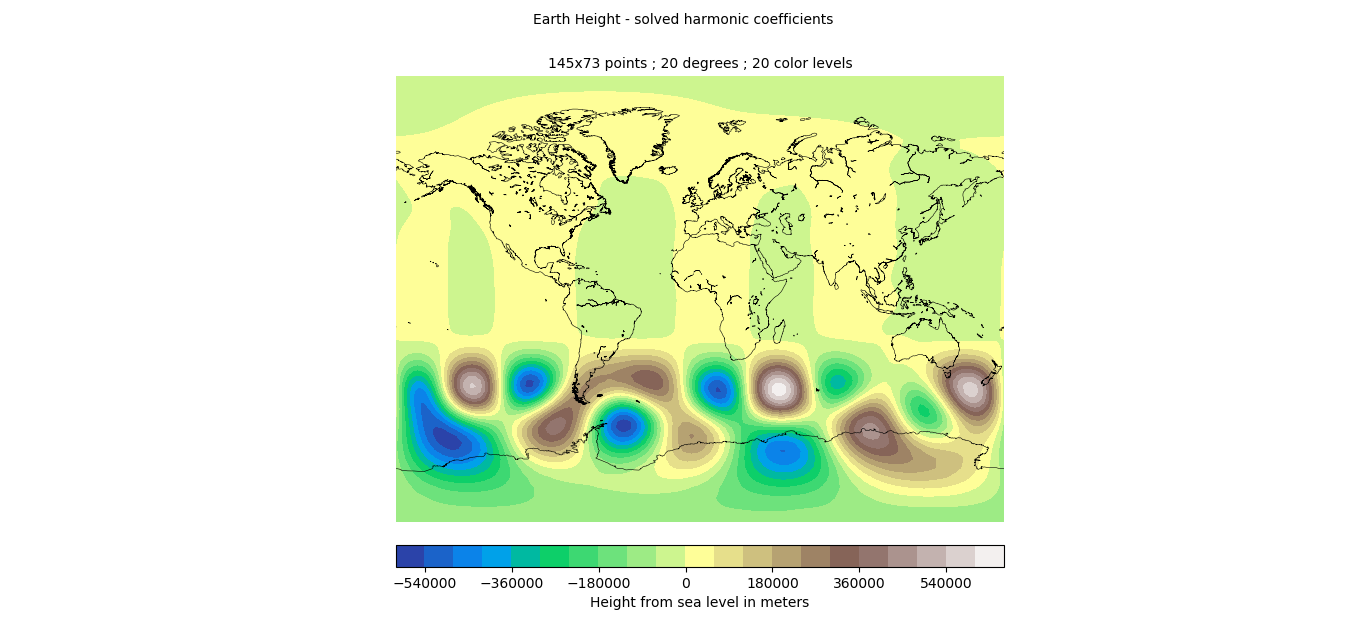 Earth Height - solved harmonic coefficients
145x73 points ; 20 degrees ; 20 color levels
−540000 −360000 −180000 0 180000 360000 540000
Height from sea level in meters